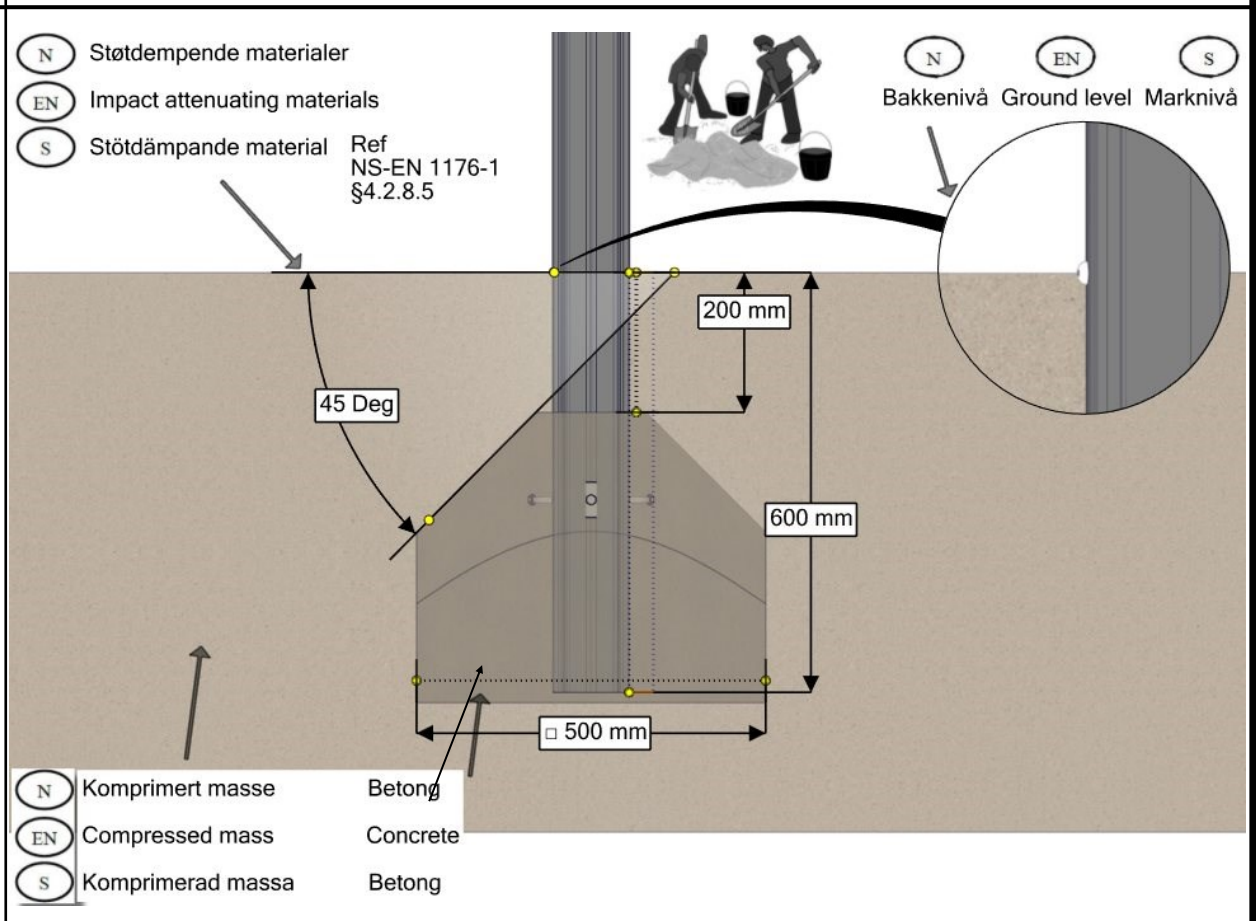 N Støtdempende materialer
EN Impact attenuating materials
S Stötdämpande material
Ref
NS-EN 1176-1
§4.2.8.5
N EN S
Bakkenivå Ground level Marknivå
200 mm
45 Deg
600 mm
□ 500 mm
N Komprimert masse Betong
EN Compressed mass Concrete
S Komprimerad massa Betong